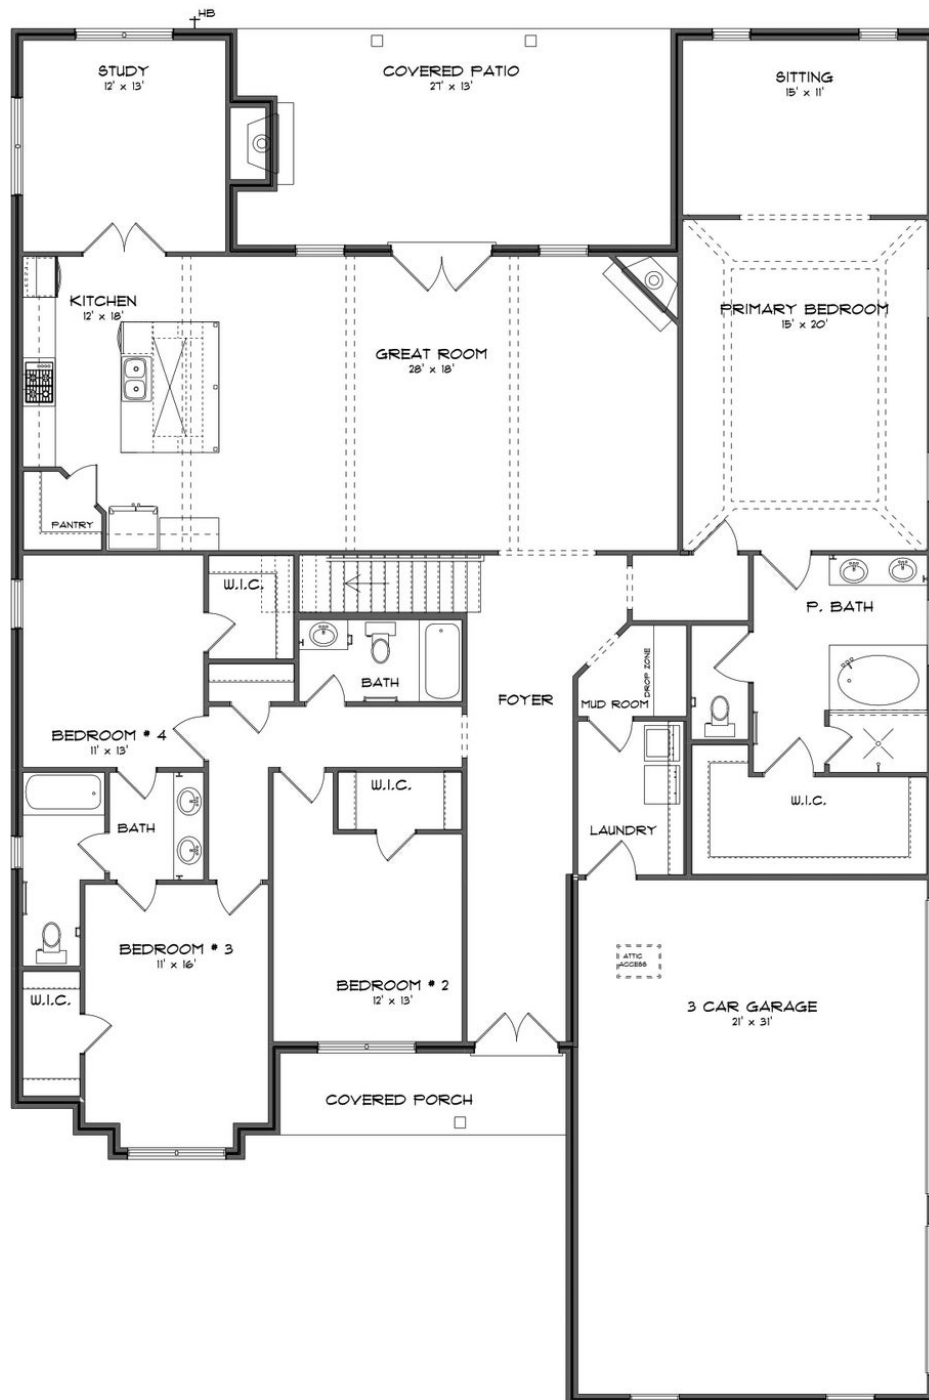 HB
STUDY
12' x 13'
COVERED PATIO
27' x 13'
SITTING
15' x 11'
KITCHEN
12' x 18'
GREAT ROOM
28' x 18'
PRIMARY BEDROOM
15' x 20'
PANTRY
W.I.C.
P. BATH
BATH
FOYER
MUD ROOM
DROP ZONE
BEDROOM # 4
11' x 13'
W.I.C.
W.I.C.
BATH
LAUNDRY
BEDROOM # 3
11' x 16'
W.I.C.
BEDROOM # 2
12' x 13'
ATTIC
ACCESS
3 CAR GARAGE
21' x 31'
COVERED PORCH